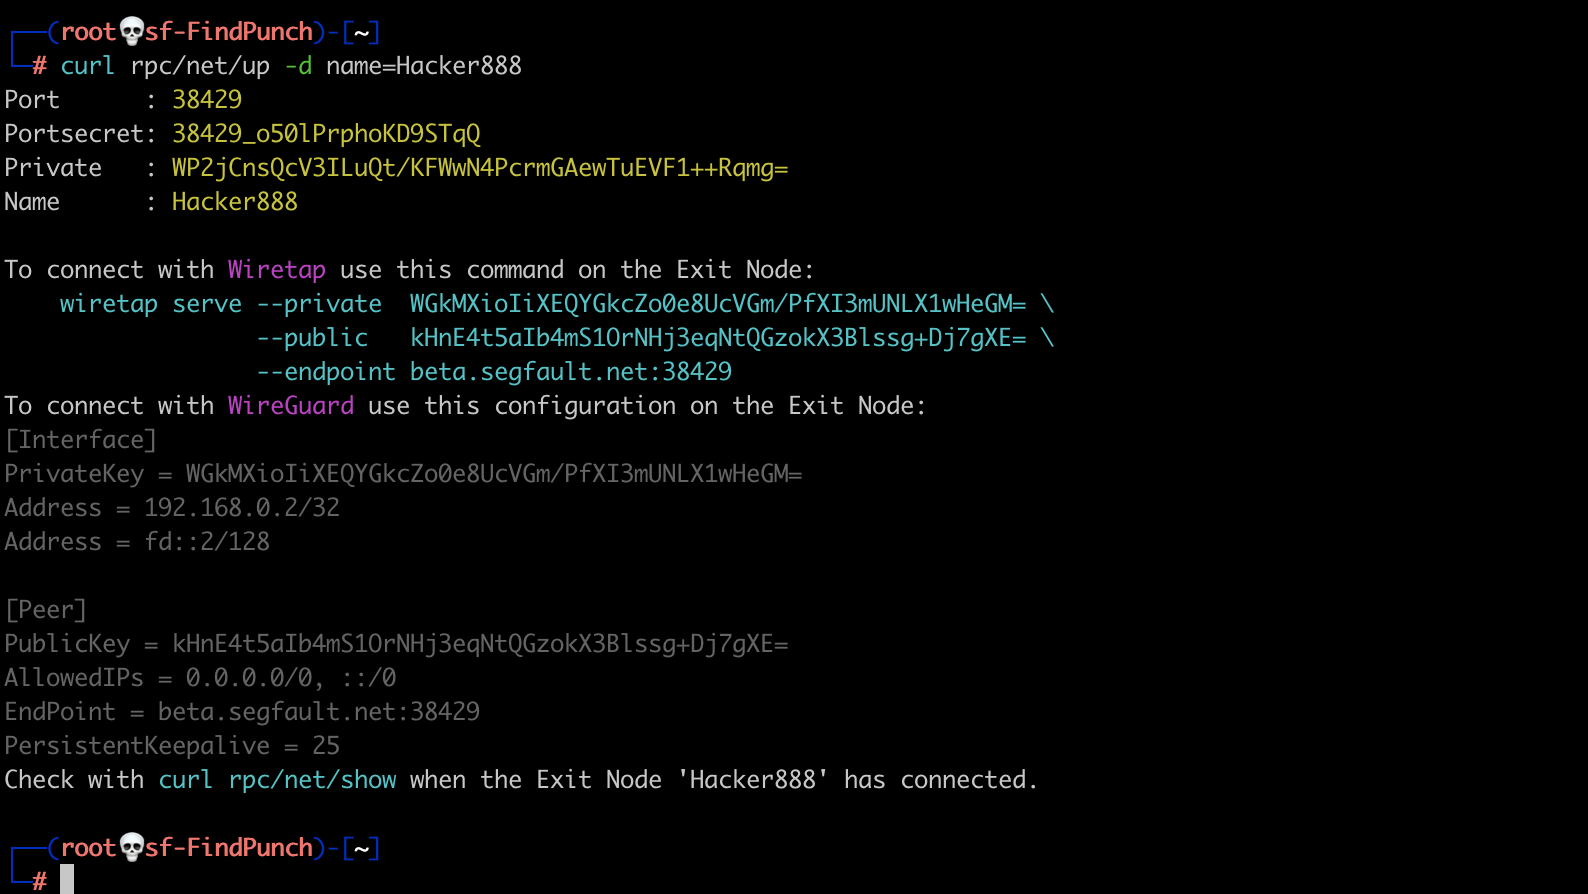 ┌──(root💀sf-FindPunch)-[~]
└─# curl rpc/net/up -d name=Hacker888
Port      : 38429
Portsecret: 38429_o50lPrphoKD9STqQ
Private   : WP2jCnsQcV3ILuQt/KFWwN4PcrmGAewTuEVF1++Rqmg=
Name      : Hacker888
To connect with Wiretap use this command on the Exit Node:
    wiretap serve --private  WGkMXioIiXEQYGkcZo0e8UcVGm/PfXI3mUNLX1wHeGM= \
                  --public   kHnE4t5aIb4mS1OrNHj3eqNtQGzokX3Blssg+Dj7gXE= \
                  --endpoint beta.segfault.net:38429
To connect with WireGuard use this configuration on the Exit Node:
[Interface]
PrivateKey = WGkMXioIiXEQYGkcZo0e8UcVGm/PfXI3mUNLX1wHeGM=
Address = 192.168.0.2/32
Address = fd::2/128
[Peer]
PublicKey = kHnE4t5aIb4mS1OrNHj3eqNtQGzokX3Blssg+Dj7gXE=
AllowedIPs = 0.0.0.0/0, ::/0
EndPoint = beta.segfault.net:38429
PersistentKeepalive = 25
Check with curl rpc/net/show when the Exit Node 'Hacker888' has connected.
┌──(root💀sf-FindPunch)-[~]
└─#